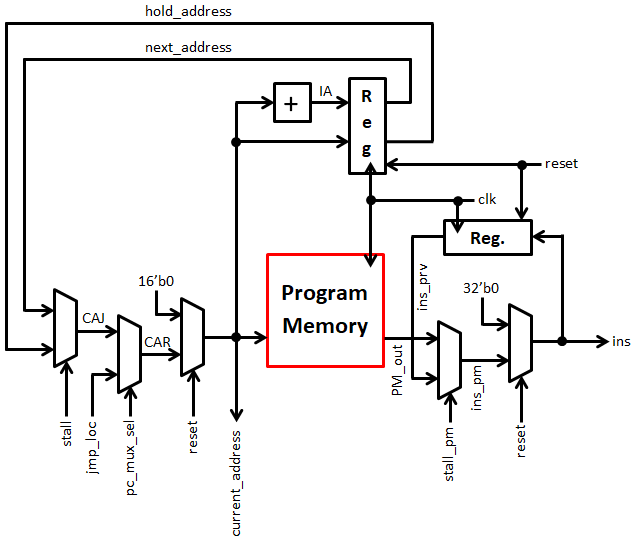 hold_address
next_address
IA
+
R
e
g
reset
clk
Reg.
ins_prv
16'b0
Program
Memory
32'b0
CAJ
CAR
PM_out
ins_pm
ins
stall
jmp_loc
pc_mux_sel
reset
current_address
stall_pm
reset